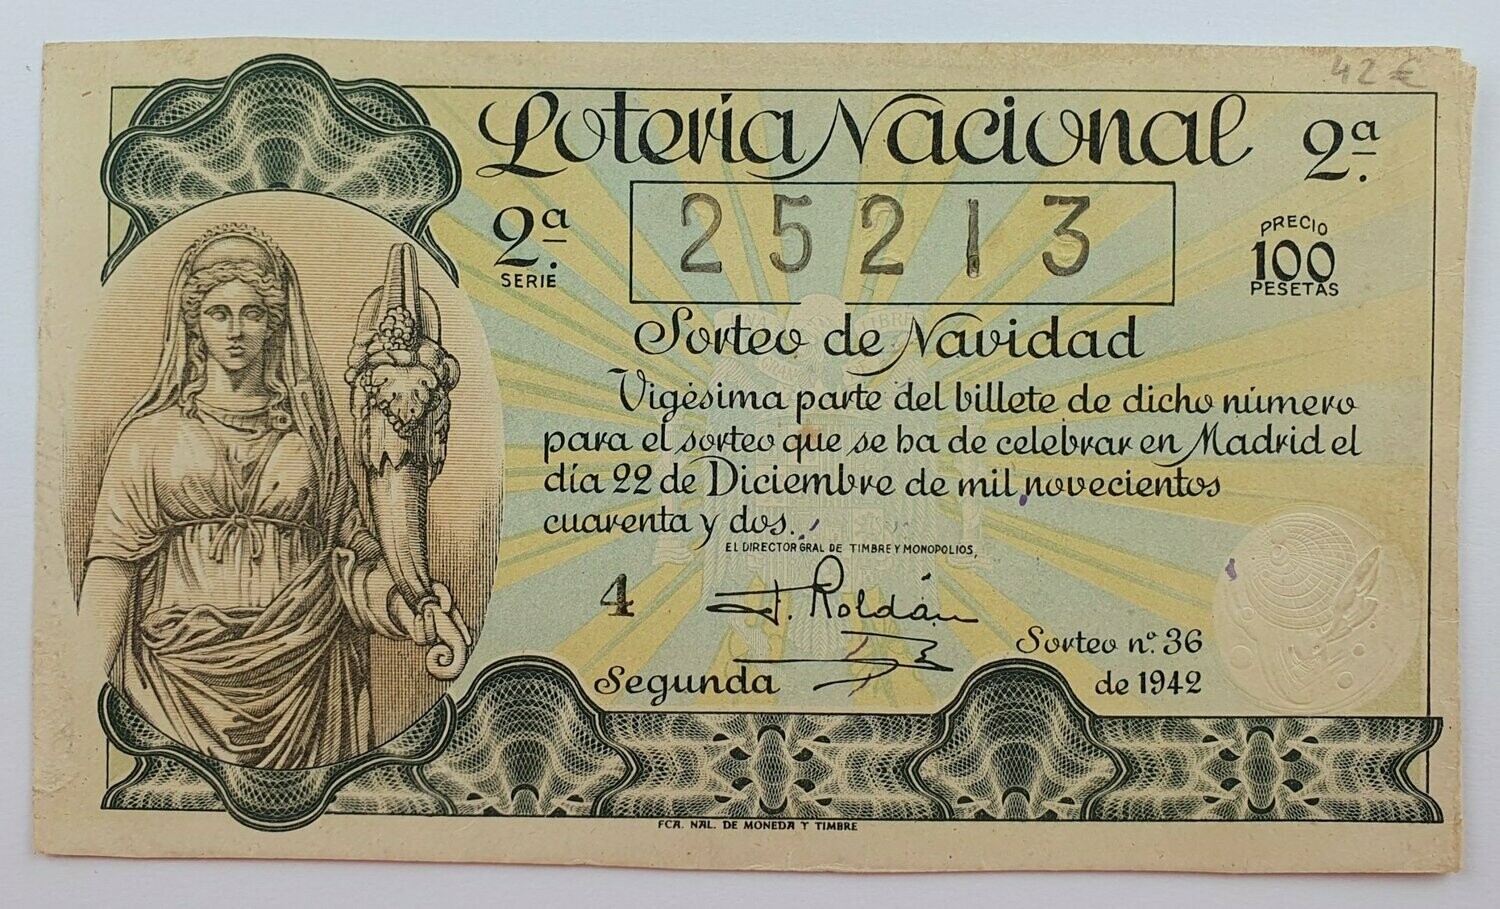 42 €
Lotería Nacional 2ª.
2ª. SERIE
25213
PRECIO
100
PESETAS
Sorteo de Navidad
Vigésima parte del billete de dicho número
para el sorteo que se ha de celebrar en Madrid el
día 22 de Diciembre de mil novecientos
cuarenta y dos.
EL DIRECTOR GRAL DE TIMBRE Y MONOPOLIOS,
4
J. Roldán
Segunda
Sorteo n.º 36
de 1942
FCA. NAL. DE MONEDA Y TIMBRE